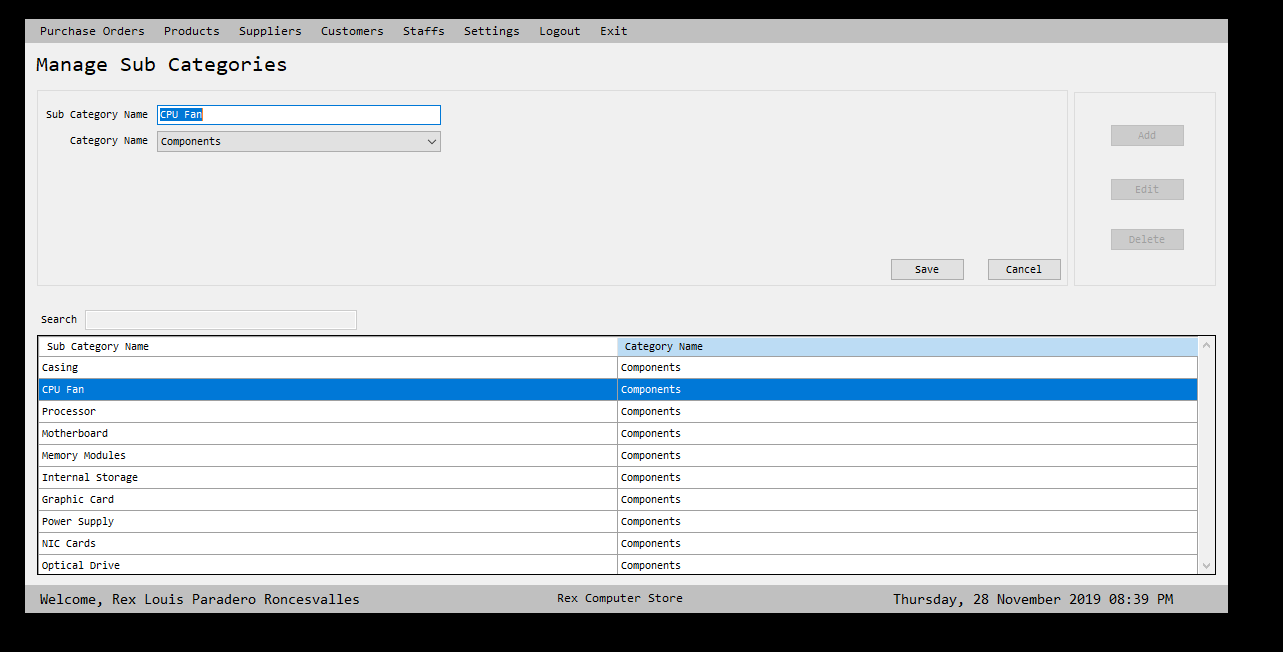 Purchase Orders Products Suppliers Customers Staffs Settings Logout Exit
Manage Sub Categories
Sub Category Name CPU Fan
Category Name Components
Add
Edit
Delete
Save Cancel
Search
Sub Category Name Category Name
Casing Components
CPU Fan Components
Processor Components
Motherboard Components
Memory Modules Components
Internal Storage Components
Graphic Card Components
Power Supply Components
NIC Cards Components
Optical Drive Components
Welcome, Rex Louis Paradero Roncesvalles Rex Computer Store Thursday, 28 November 2019 08:39 PM